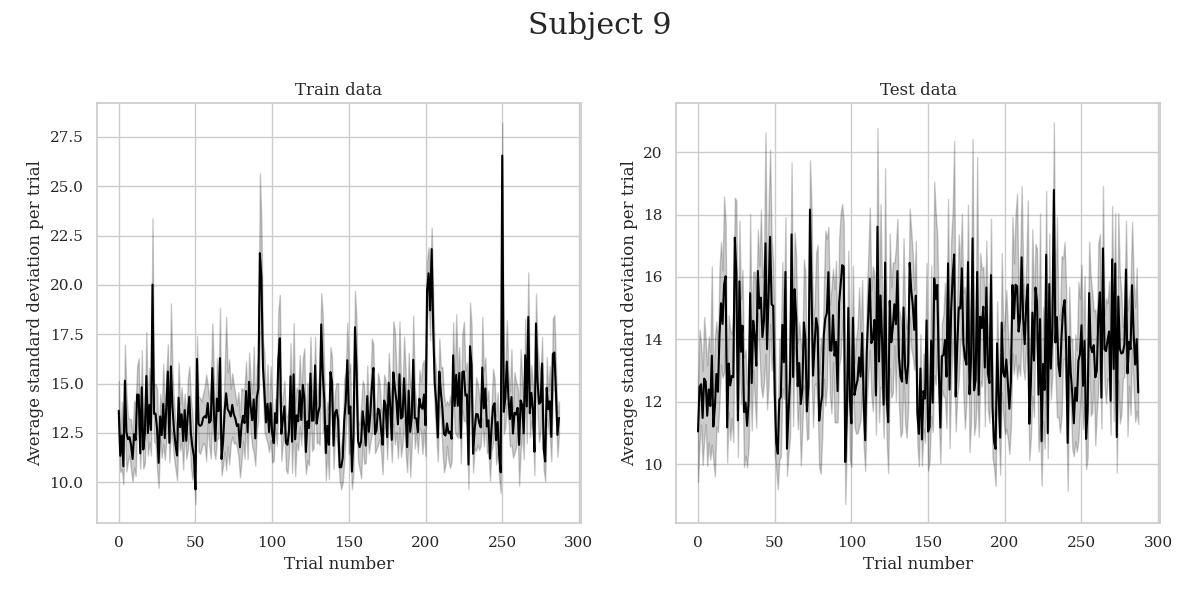 Subject 9
Train data
Average standard deviation per trial
27.5
25.0
22.5
20.0
17.5
15.0
12.5
10.0
0 50 100 150 200 250 300
Trial number
Test data
Average standard deviation per trial
20
18
16
14
12
10
0 50 100 150 200 250 300
Trial number